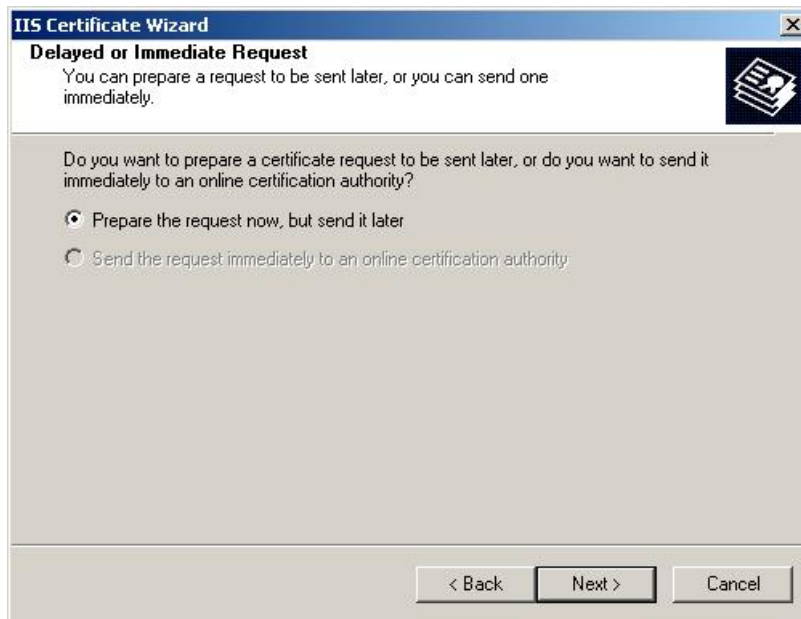 IIS Certificate Wizard
Delayed or Immediate Request
You can prepare a request to be sent later, or you can send one
immediately.
Do you want to prepare a certificate request to be sent later, or do you want to send it
immediately to an online certification authority?
Prepare the request now, but send it later
Send the request immediately to an online certification authority
< Back Next > Cancel